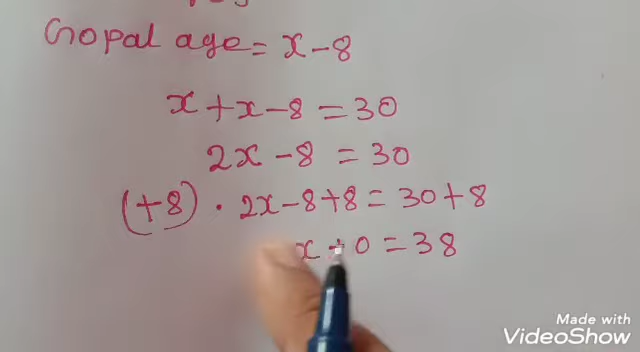 Gopal age = x - 8
x + x - 8 = 30
2x - 8 = 30
(+8) . 2x - 8 + 8 = 30 + 8
x + 0 = 38
Made with
VideoShow